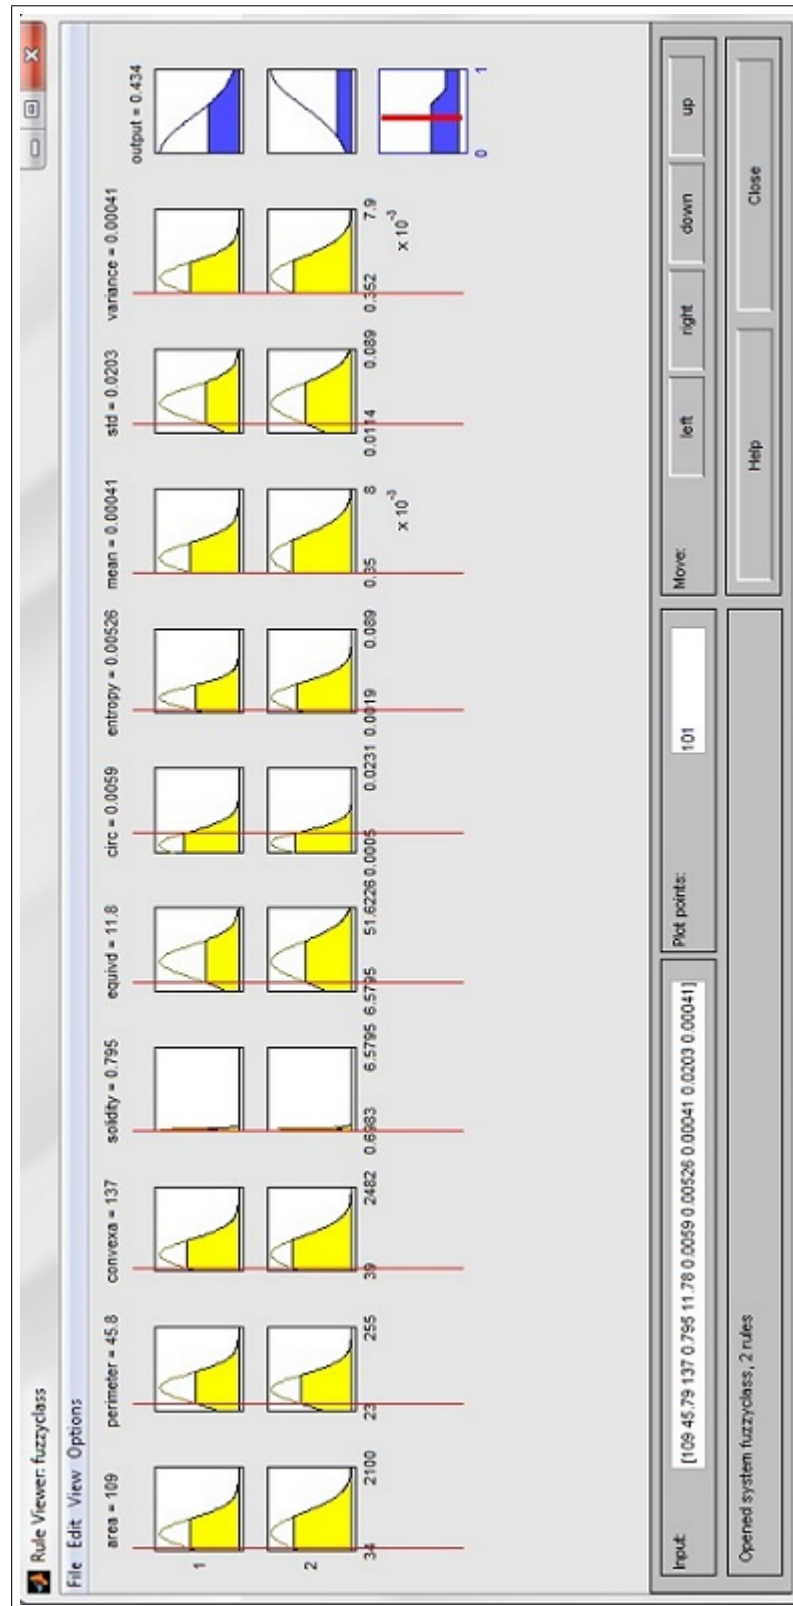 Rule Viewer: fuzzyclass
File Edit View Options
area = 109 perimeter = 45.8 convexa = 137 solidity = 0.795 equivd = 11.8 circ = 0.0059 entropy = 0.00526 mean = 0.00041 std = 0.0203 variance = 0.00041 output = 0.434
1
2
34 2100 23 255 39 2482 0.6983 6.5795 6.5795 51.6226 0.0005 0.0231 0.0019 0.089 0.35 8 0.0114 0.089 0.352 7.9
x 10-3 x 10-3
0 1
Input: [109 45.79 137 0.795 11.78 0.0059 0.00526 0.00041 0.0203 0.00041] Plot points: 101 Move: left right down up
Opened system fuzzyclass, 2 rules Help Close